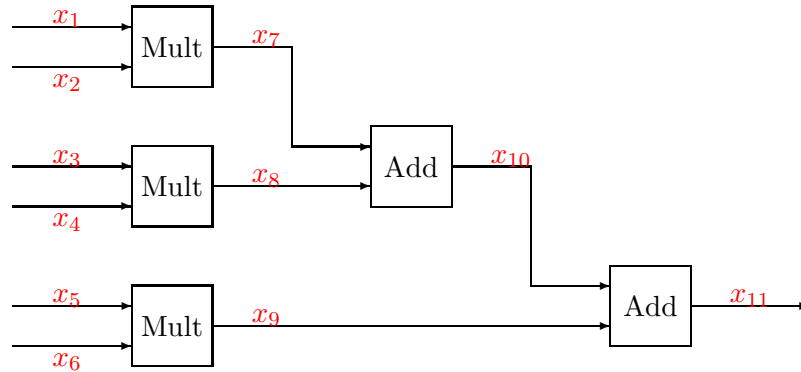 x₁
Mult
x₇
x₂
x₃
Mult
x₈
Add
x₁₀
x₄
x₅
Mult
x₉
Add
x₁₁
x₆